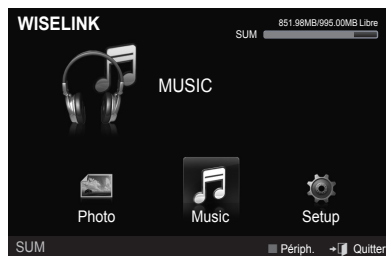 WISELINK
851.98MB/995.00MB Libre
SUM
MUSIC
Photo Music Setup
SUM Périph. Quitter